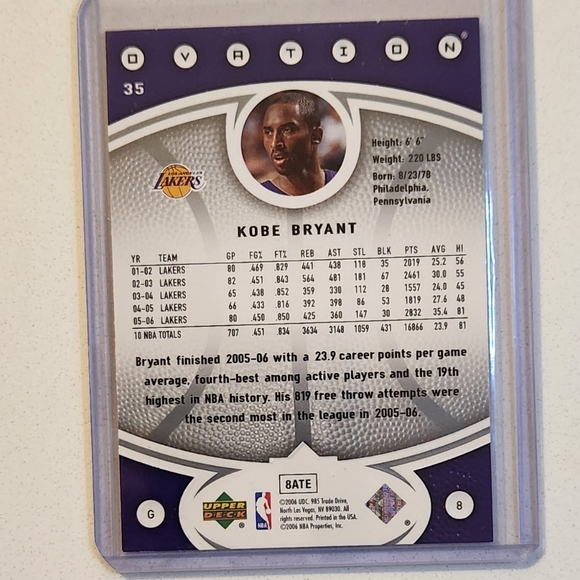 OVATION®
35
Height: 6' 6"
Weight: 220 LBS
Born: 8/23/78
Philadelphia,
Pennsylvania
LOS ANGELES
LAKERS
KOBE BRYANT
YR TEAM GP FG% FT% REB AST STL BLK PTS AVG HI
01-02 LAKERS 80 .469 .829 441 438 118 35 2019 25.2 56
02-03 LAKERS 82 .451 .843 564 481 181 67 2461 30.0 55
03-04 LAKERS 65 .438 .852 359 330 112 28 1557 24.0 45
04-05 LAKERS 66 .433 .816 392 398 86 53 1819 27.6 48
05-06 LAKERS 80 .450 .850 425 360 147 30 2832 35.4 81
10 NBA TOTALS 707 .451 .834 3634 3148 1059 431 16866 23.9 81
Bryant finished 2005-06 with a 23.9 career points per game
average, fourth-best among active players and the 19th
highest in NBA history. His 819 free throw attempts were
the second most in the league in 2005-06.
8ATE
G
UPPER
DECK®
NBA
©2006 UDC. 985 Trade Drive,
North Las Vegas, NV 89030. All
rights reserved. Printed in the USA.
©2006 NBA Properties, Inc.
®
8